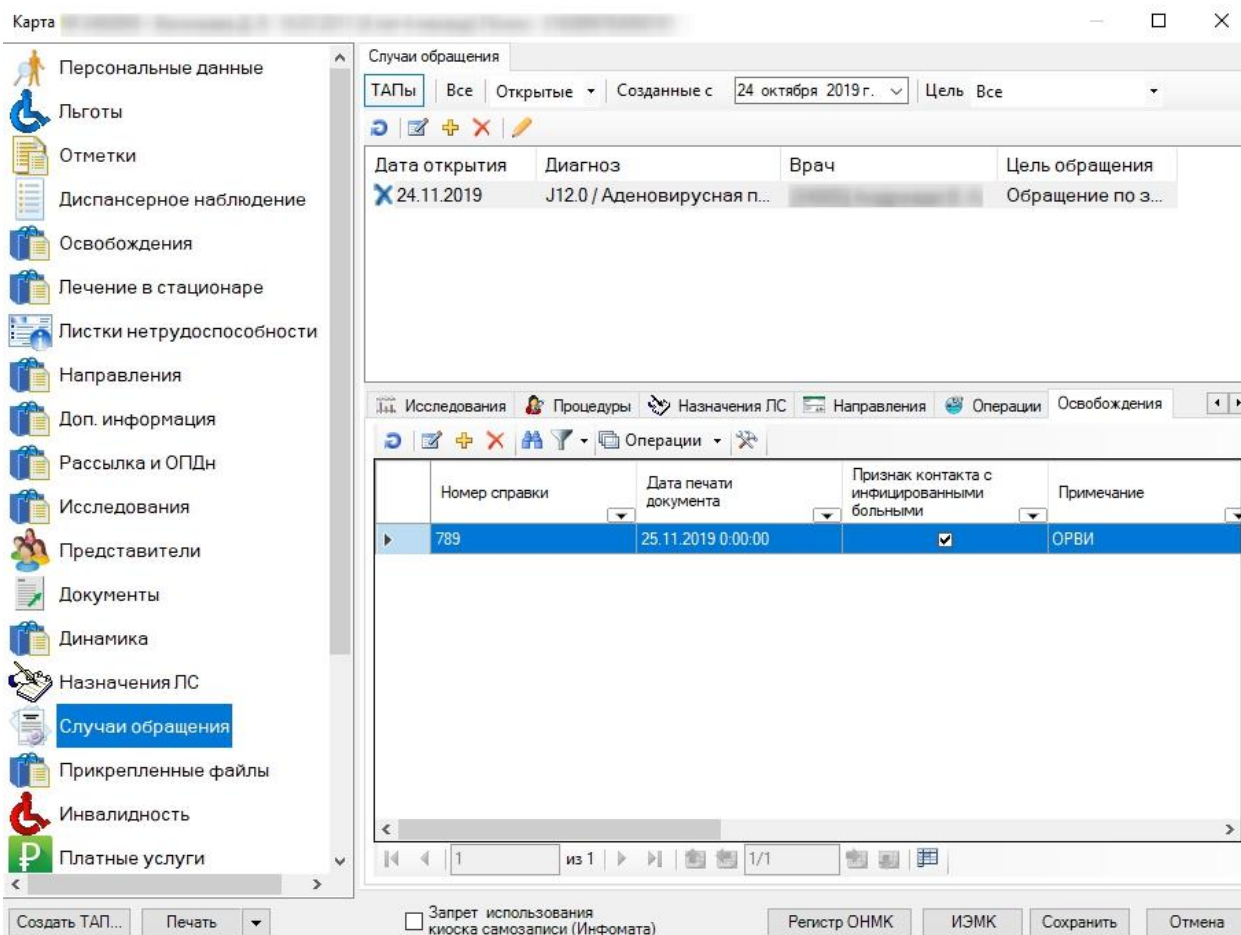 Карта
Персональные данные
Льготы
Отметки
Диспансерное наблюдение
Освобождения
Лечение в стационаре
Листки нетрудоспособности
Направления
Доп. информация
Рассылка и ОПДн
Исследования
Представители
Документы
Динамика
Назначения ЛС
Случаи обращения
Прикрепленные файлы
Инвалидность
Платные услуги
Случаи обращения
ТАПы Все Открытые Созданные с 24 октября 2019 г. Цель Все
Дата открытия Диагноз Врач Цель обращения
24.11.2019 J12.0 / Аденовирусная п... Обращение по з...
Исследования Процедуры Назначения ЛС Направления Операции Освобождения
Операции
Номер справки
Дата печати
документа
Признак контакта с
инфицированными
больными
Примечание
789 25.11.2019 0:00:00 ОРВИ
1 из 1 1/1
Создать ТАП... Печать
Запрет использования
киоска самозаписи (Инфомата)
Регистр ОНМК ИЭМК Сохранить Отмена